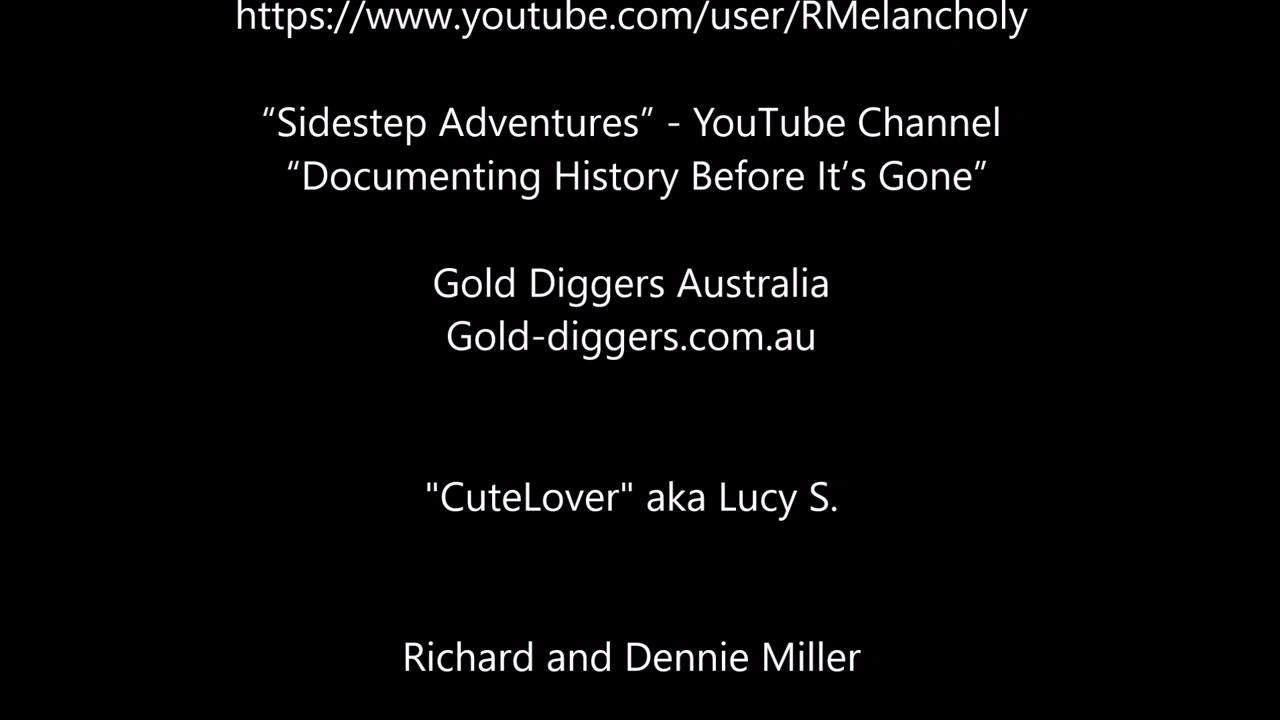 https://www.youtube.com/user/RMelancholy
“Sidestep Adventures” - YouTube Channel
“Documenting History Before It’s Gone”
Gold Diggers Australia
Gold-diggers.com.au
"CuteLover" aka Lucy S.
Richard and Dennie Miller